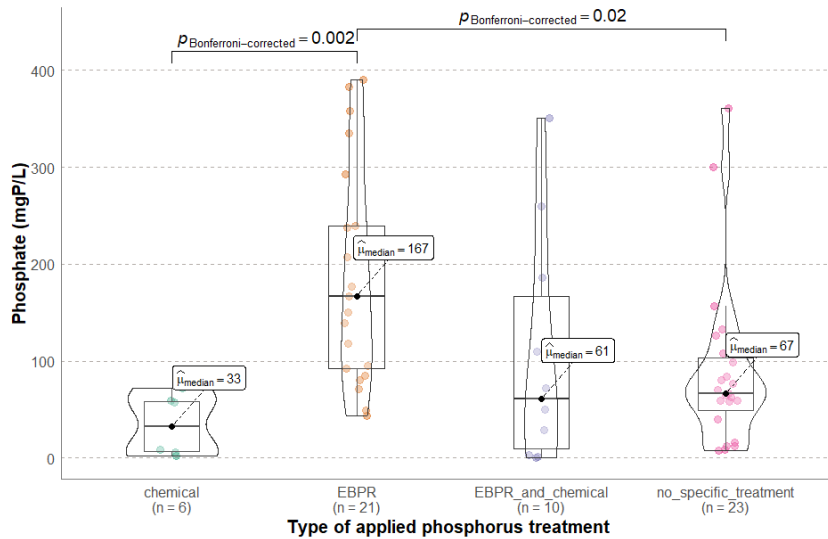 pBonferroni−corrected = 0.02
pBonferroni−corrected = 0.002
Phosphate (mgP/L)
400
300
200
100
0
μ̂median = 33
μ̂median = 167
μ̂median = 61
μ̂median = 67
chemical
(n = 6)
EBPR
(n = 21)
EBPR_and_chemical
(n = 10)
no_specific_treatment
(n = 23)
Type of applied phosphorus treatment